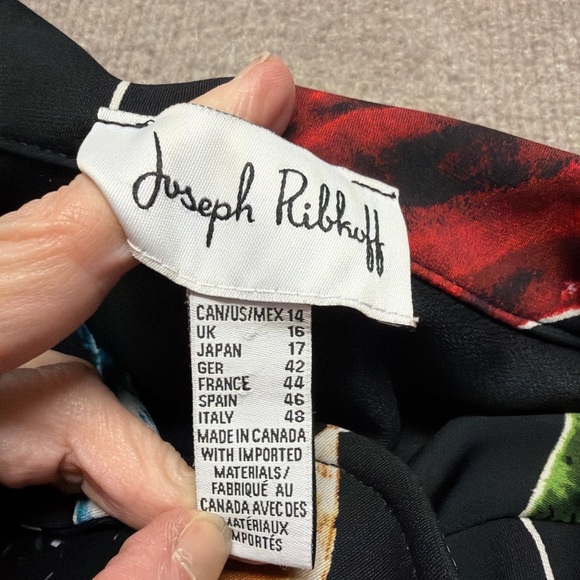 Joseph Ribkoff
CAN/US/MEX 14
UK 16
JAPAN 17
GER 42
FRANCE 44
SPAIN 46
ITALY 48
MADE IN CANADA
WITH IMPORTED
MATERIALS/
FABRIQUÉ AU
CANADA AVEC DES
MATÉRIAUX
IMPORTÉS